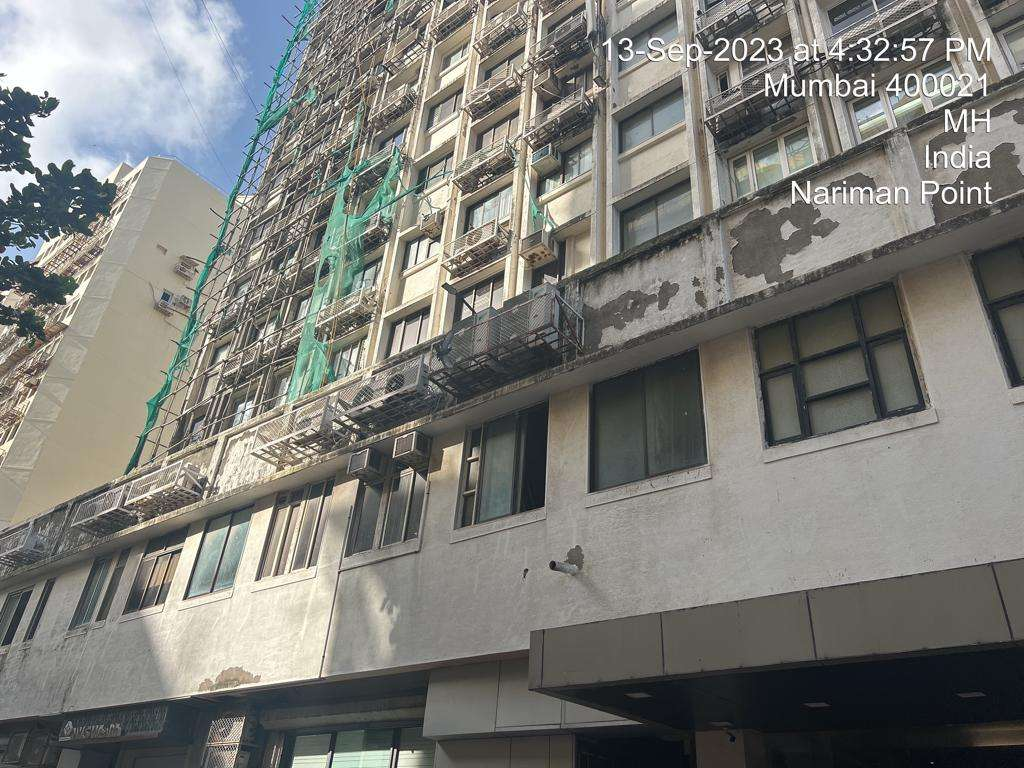 13-Sep-2023 at 4:32:57 PM
Mumbai 400021
MH
India
Nariman Point